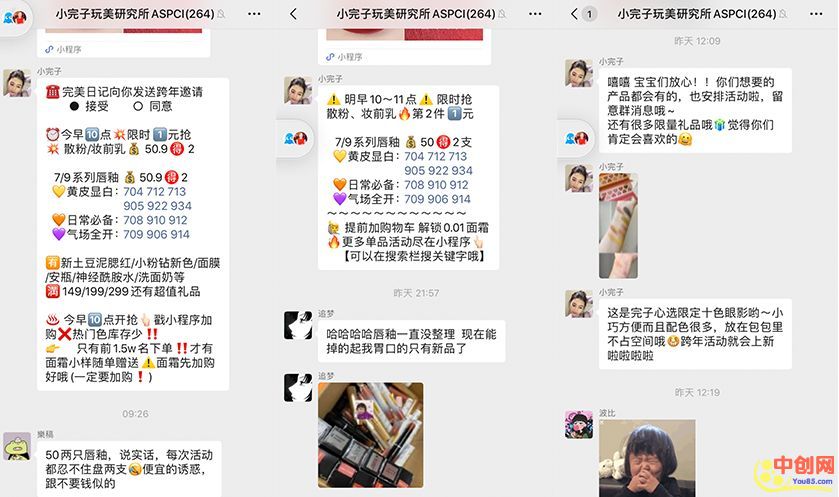 小完子玩美研究所ASPCI(264)
小程序
小完子
完美日记向你发送跨年邀请
● 接受 ○ 同意
⏰今早🔟点💥限时1️⃣元抢
💥 散粉/妆前乳💰50.9🉐2
7/9系列唇釉💰50.9🉐2
💛黄皮显白：704 712 713
905 922 934
🧡日常必备：708 910 912
💜气场全开：709 906 914
🈶新土豆泥腮红/小粉钻新色/面膜
/安瓶/神经酰胺水/洗面奶等
149/199/299还有超值礼品
♨️ 今早🔟点开抢👆🏻戳小程序加
购❌热门色库存少‼️
👉 只有前1.5w名下单‼️才有
面霜小样随单赠送⚠️面霜先加购
好哦(一定要加购❗)
09:26
樂稿
50两只唇釉，说实话，每次活动
都忍不住盘两支😭便宜的诱惑，
跟不要钱似的
小完子玩美研究所ASPCI(264)
小程序
小完子
⚠️ 明早10～11点⚠️ 限时抢
散粉、妆前乳🔥第2件1️⃣元
7/9系列唇釉💰50🉐2支
💛黄皮显白：704 712 713
905 922 934
🧡日常必备：708 910 912
💜气场全开：709 906 914
～～～～～～～～～～～～
🙋 提前加购物车 解锁0.01面霜
🔥更多单品活动尽在小程序👆🏻
【可以在搜索栏搜关键字哦】
昨天 21:57
追梦
哈哈哈哈唇釉一直没整理 现在能
掉的起我胃口的只有新品了
追梦
1
小完子玩美研究所ASPCI(264)
昨天 12:09
小完子
嘻嘻 宝宝们放心！！你们想要的
产品都会有的，也安排活动啦，留
意群消息哦~
还有很多限量礼品哦🎁觉得你们
肯定会喜欢的😋
小完子
小完子
这是完子心选限定十色眼影哟～小
巧方便而且配色很多，放在包包里
不占空间哦😆跨年活动就会上新
啦啦啦啦
昨天 12:19
波比
中创网
You85.com